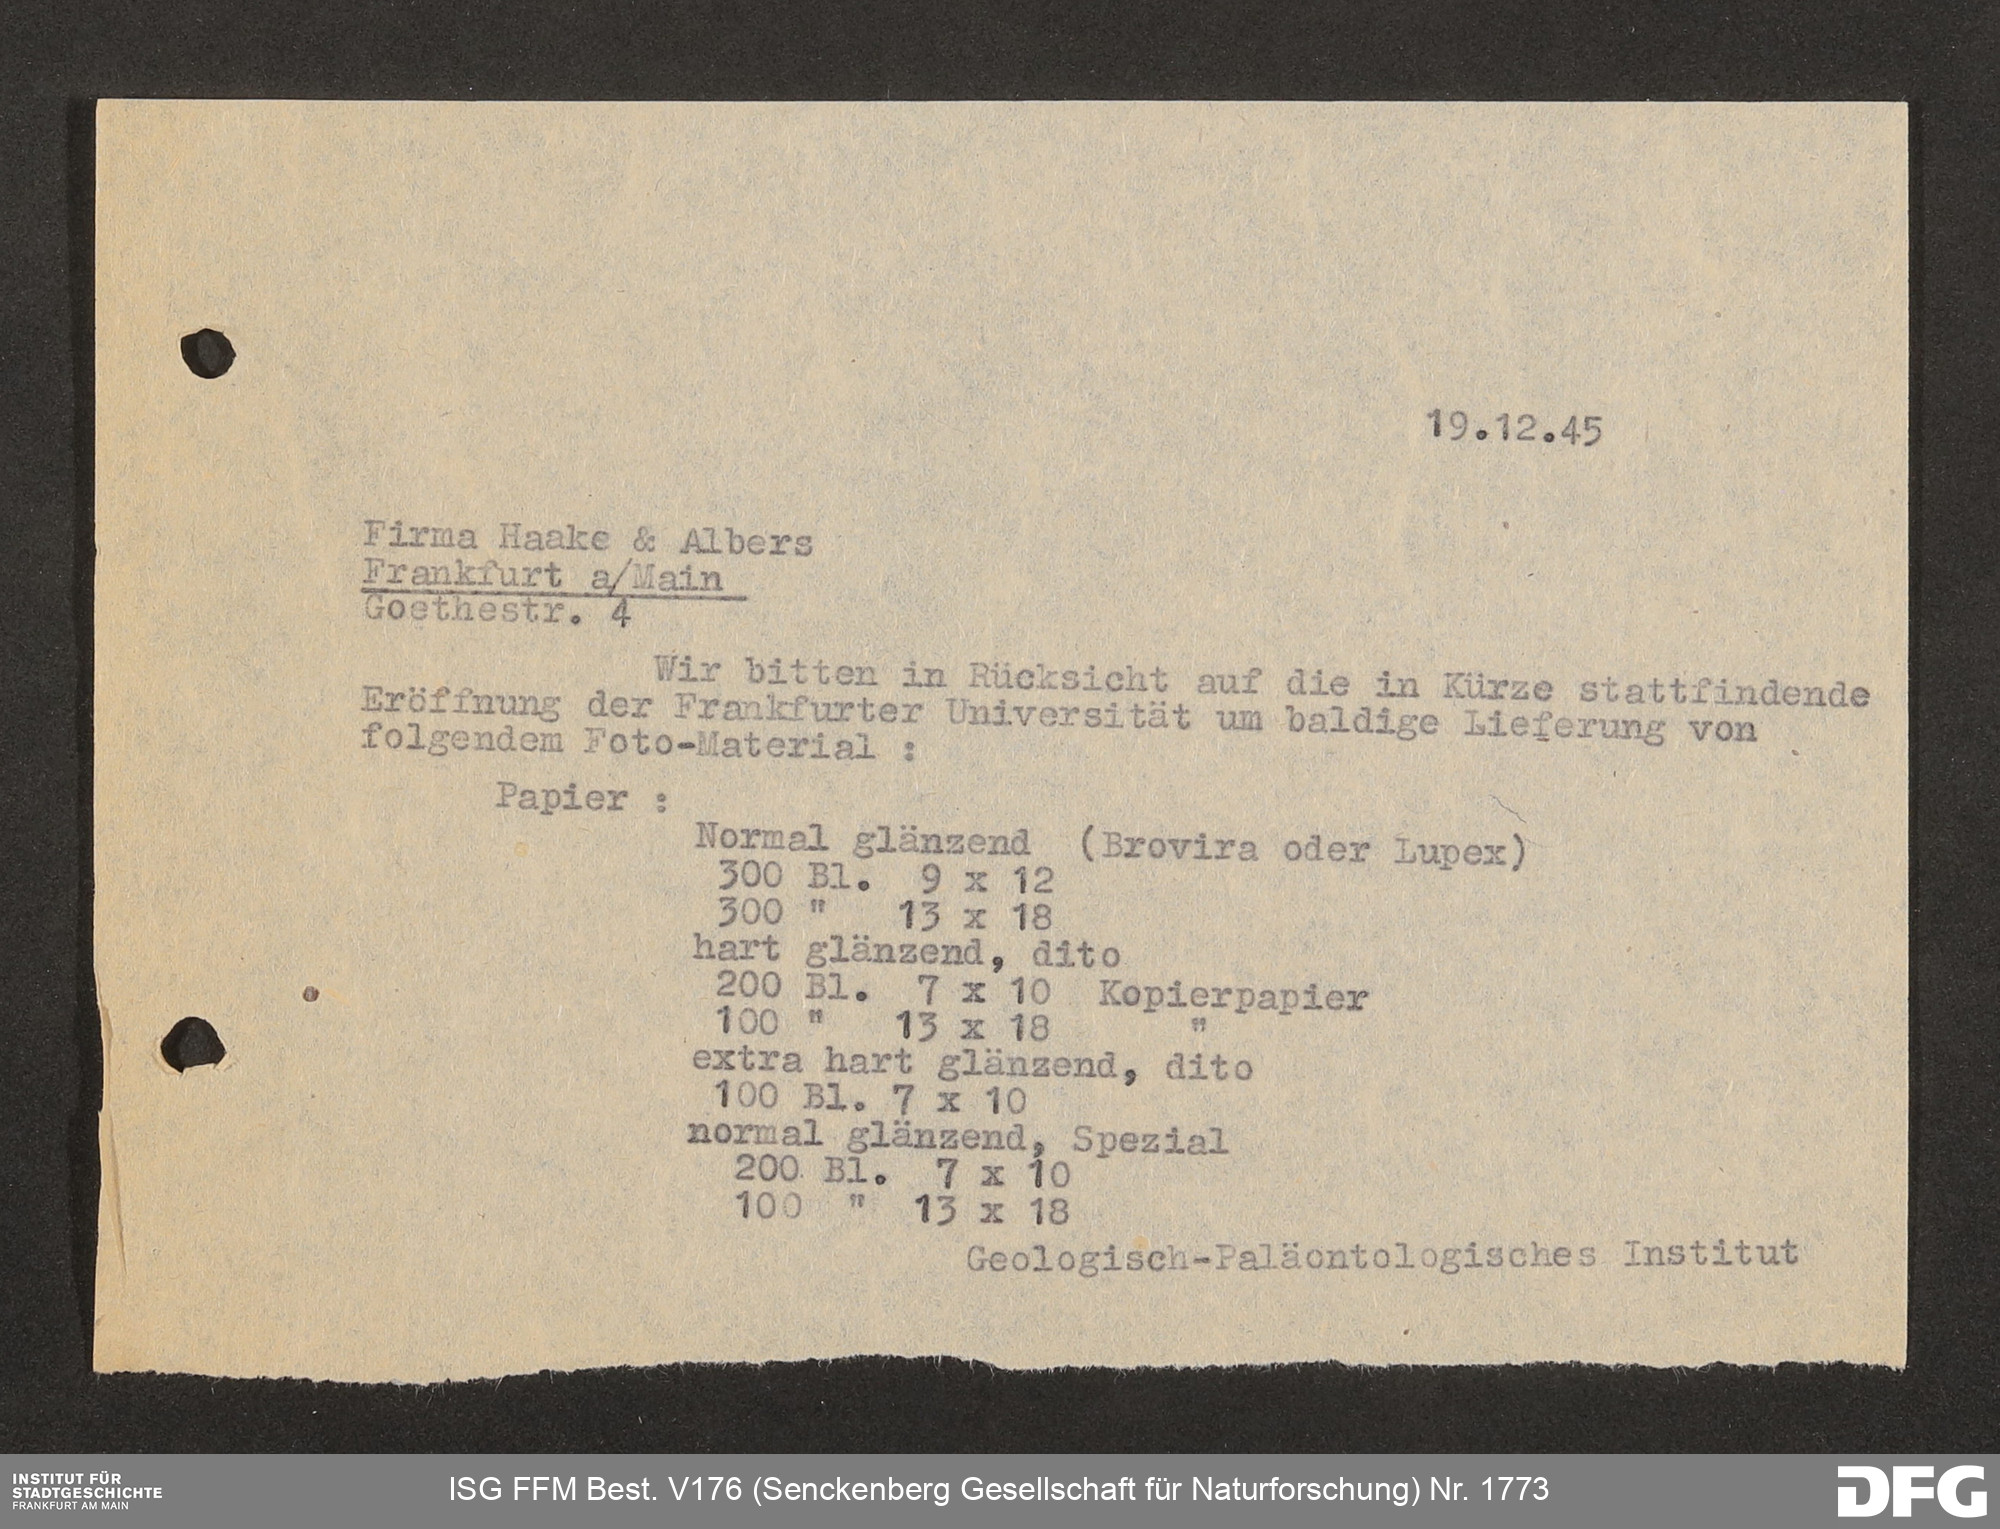 19.12.45
Firma Haake & Albers
Frankfurt a/Main
Goethestr. 4
Wir bitten in Rücksicht auf die in Kürze stattfindende
Eröffnung der Frankfurter Universität um baldige Lieferung von
folgendem Foto-Material :
Papier :
Normal glänzend (Brovira oder Lupex)
300 Bl. 9 x 12
300 " 13 x 18
hart glänzend, dito
200 Bl. 7 x 10 Kopierpapier
100 " 13 x 18 "
extra hart glänzend, dito
100 Bl. 7 x 10
normal glänzend, Spezial
200 Bl. 7 x 10
100 " 13 x 18
Geologisch-Paläontologisches Institut
INSTITUT FÜR
STADTGESCHICHTE
FRANKFURT AM MAIN
ISG FFM Best. V176 (Senckenberg Gesellschaft für Naturforschung) Nr. 1773
DFG